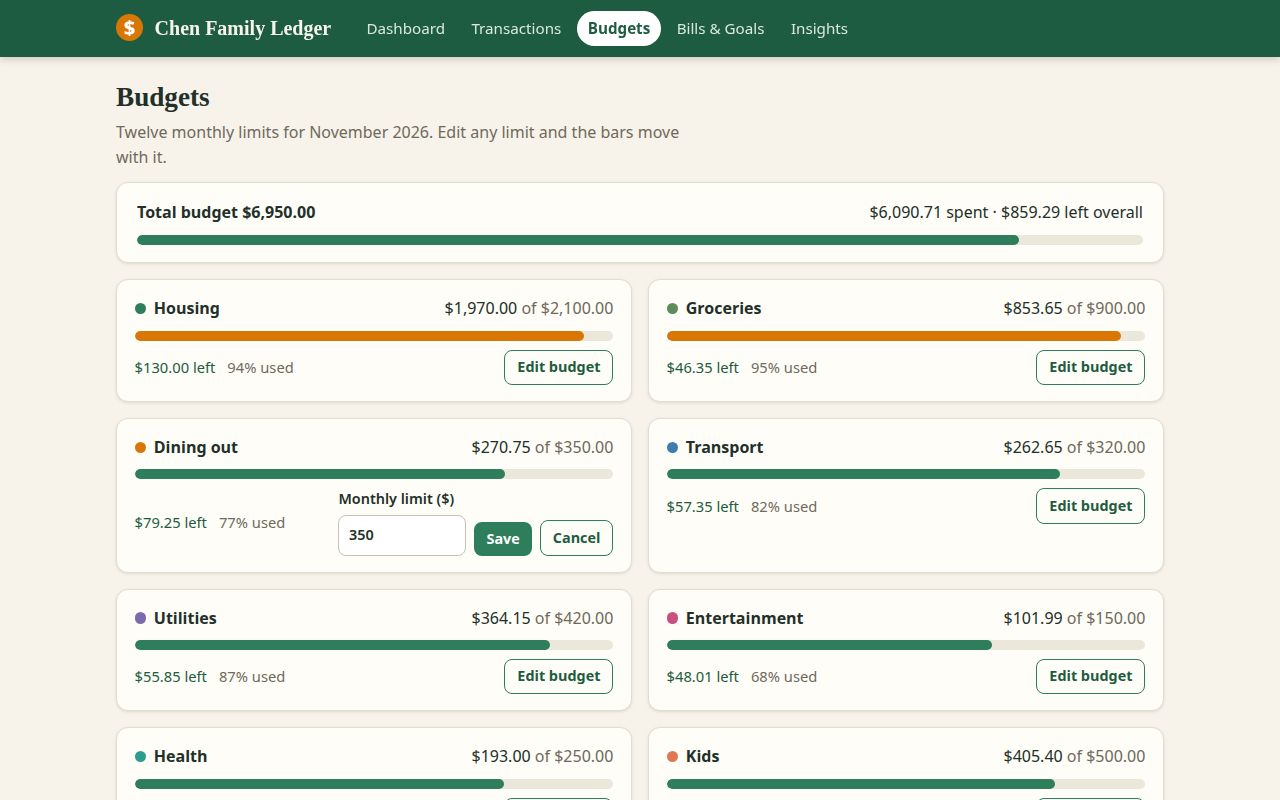 $ Chen Family Ledger Dashboard Transactions Budgets Bills & Goals Insights
Budgets
Twelve monthly limits for November 2026. Edit any limit and the bars move
with it.
Total budget $6,950.00 $6,090.71 spent · $859.29 left overall
Housing $1,970.00 of $2,100.00
$130.00 left 94% used Edit budget
Groceries $853.65 of $900.00
$46.35 left 95% used Edit budget
Dining out $270.75 of $350.00
Monthly limit ($)
$79.25 left 77% used 350 Save Cancel
Transport $262.65 of $320.00
$57.35 left 82% used Edit budget
Utilities $364.15 of $420.00
$55.85 left 87% used Edit budget
Entertainment $101.99 of $150.00
$48.01 left 68% used Edit budget
Health $193.00 of $250.00
Kids $405.40 of $500.00